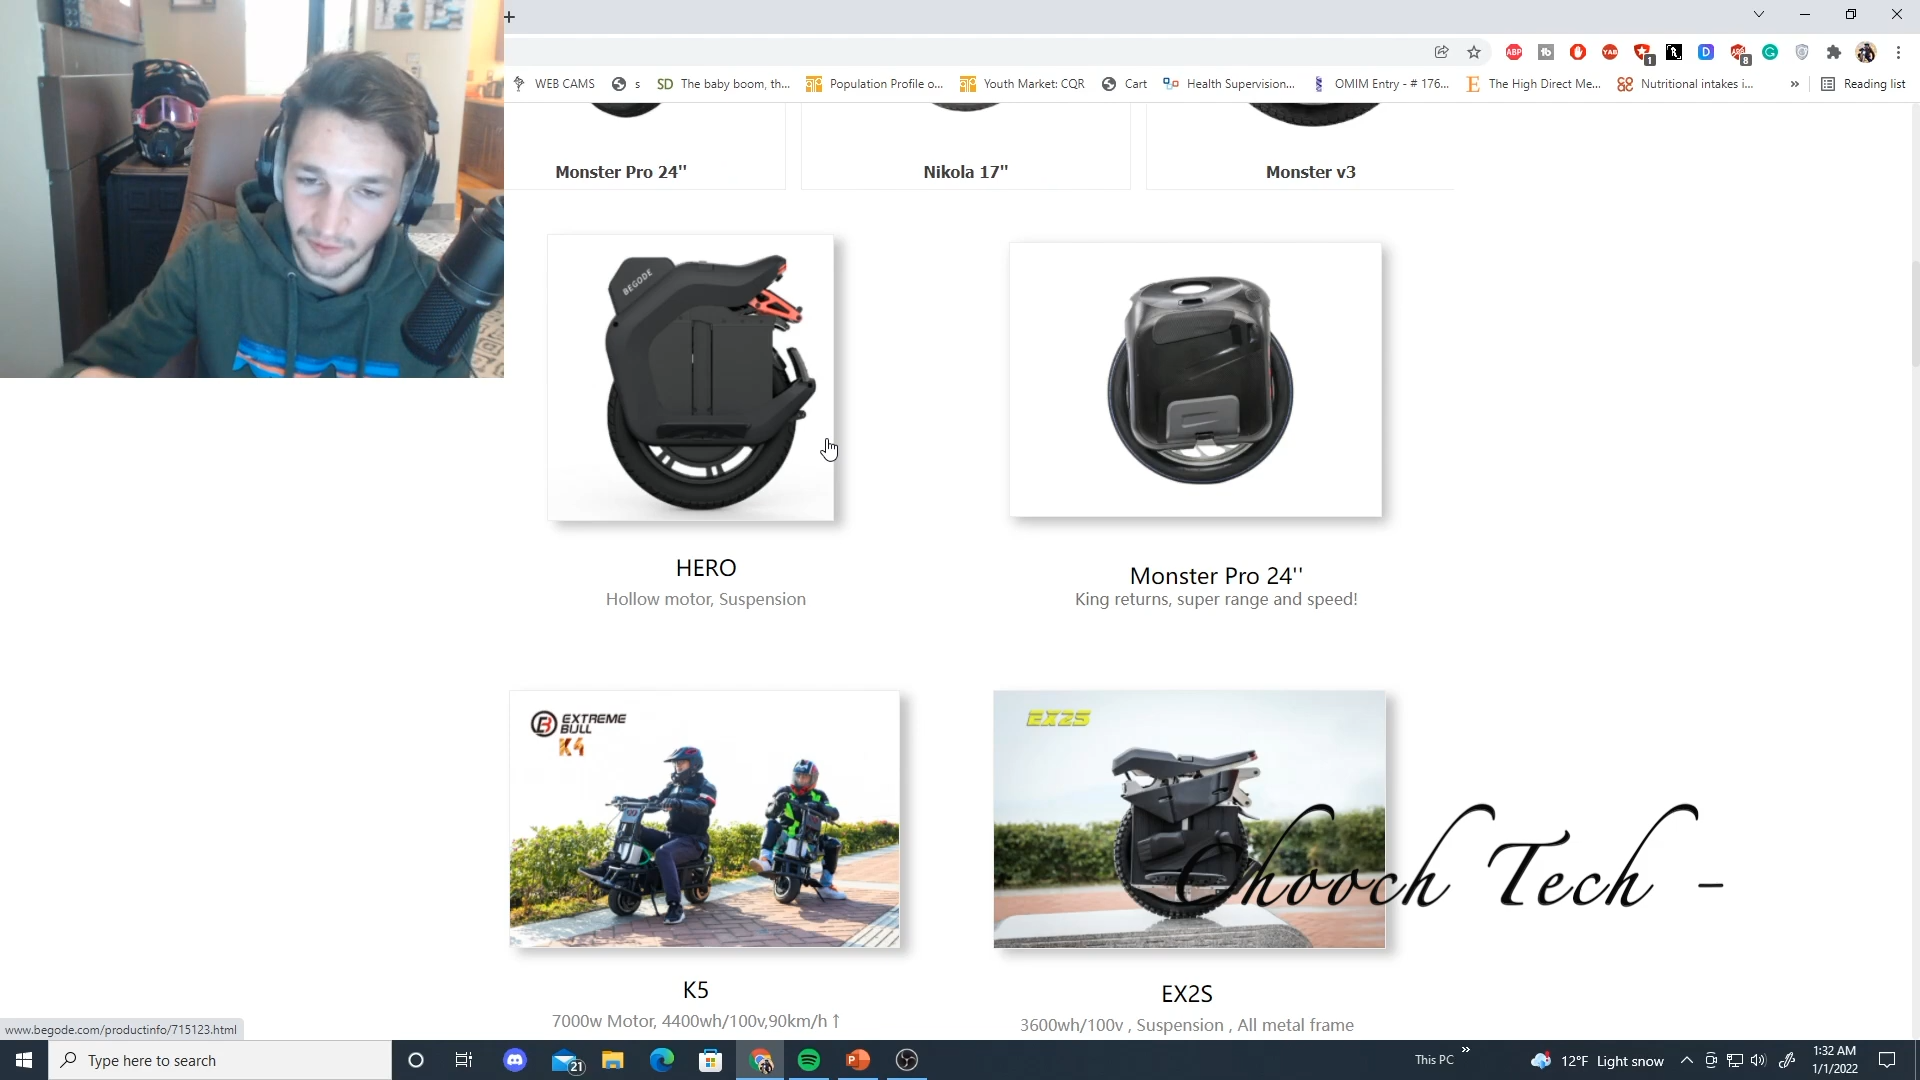 WEB CAMS
s
SD The baby boom, th...
Population Profile o...
Youth Market: CQR
Cart
Health Supervision...
OMIM Entry - # 176...
The High Direct Me...
Nutritional intakes i...
»
Reading list
Monster Pro 24''
Nikola 17"
Monster v3
BEGODE
HERO
Hollow motor, Suspension
Monster Pro 24''
King returns, super range and speed!
EXTREME
BULL
EX2S
Chooch Tech -
K5
7000w Motor, 4400wh/100v,90km/h↑
EX2S
3600wh/100v , Suspension , All metal frame
www.begode.com/productinfo/715123.html
Type here to search
21
This PC
»
12°F Light snow
1:32 AM
1/1/2022